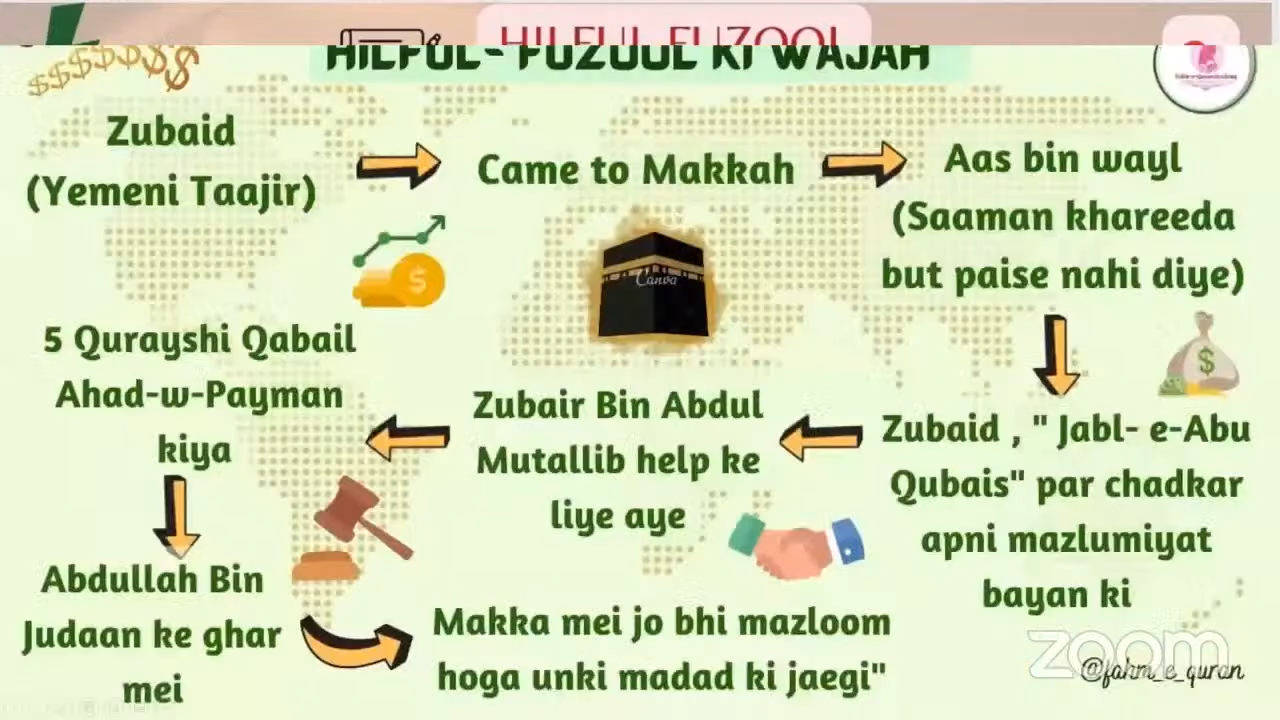 HILFUL FUZOOL
HILFUL- FUZUUL KI WAJAH
Zubaid
(Yemeni Taajir)
Came to Makkah
Aas bin wayl
(Saaman khareeda
but paise nahi diye)
Canva
Zubaid , " Jabl- e-Abu
Qubais" par chadkar
apni mazlumiyat
bayan ki
Zubair Bin Abdul
Mutallib help ke
liye aye
5 Qurayshi Qabail
Ahad-w-Payman
kiya
Abdullah Bin
Judaan ke ghar
mei
Makka mei jo bhi mazloom
hoga unki madad ki jaegi"
zoom
@fahm_e_quran